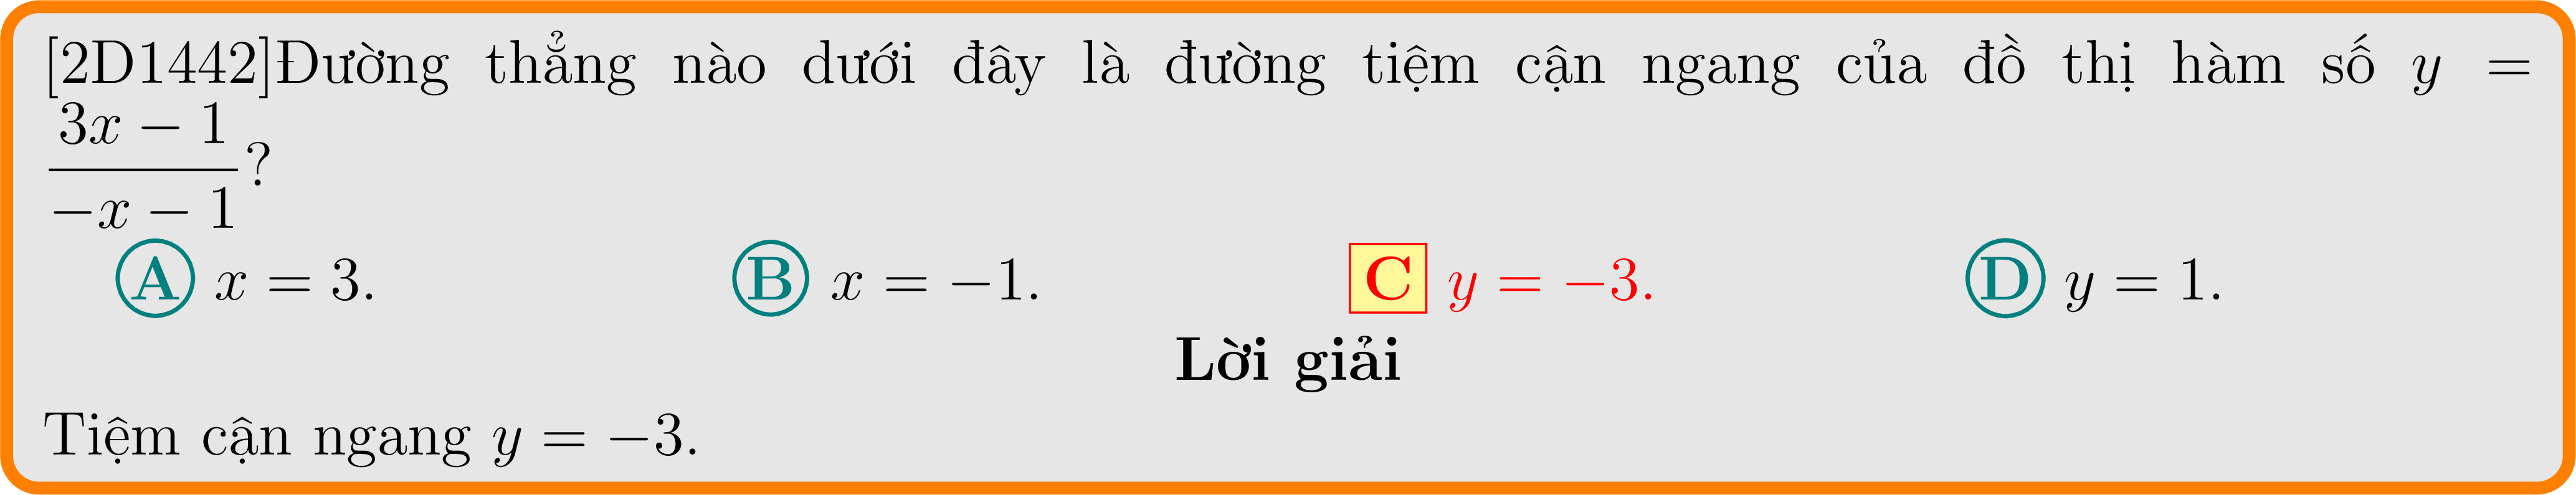 [2D1442]Đường thẳng nào dưới đây là đường tiệm cận ngang của đồ thị hàm số y =
\frac{3x − 1}{−x − 1}?
A x = 3. B x = −1. C y = −3. D y = 1.
Lời giải
Tiệm cận ngang y = −3.